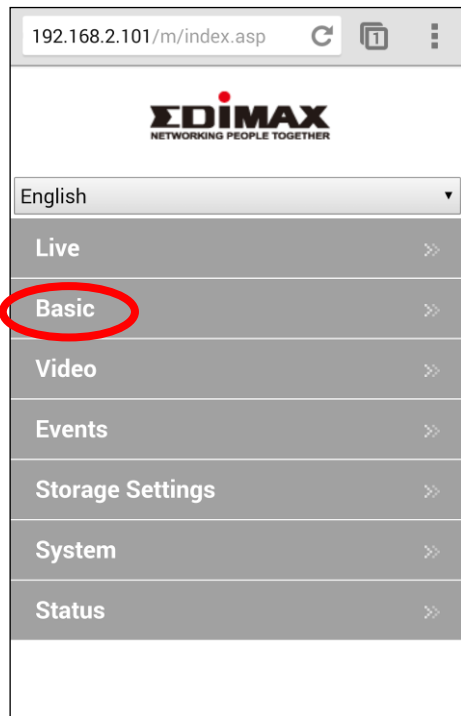 192.168.2.101/m/index.asp 1
EDIMAX
NETWORKING PEOPLE TOGETHER
English
Live
Basic
Video
Events
Storage Settings
System
Status